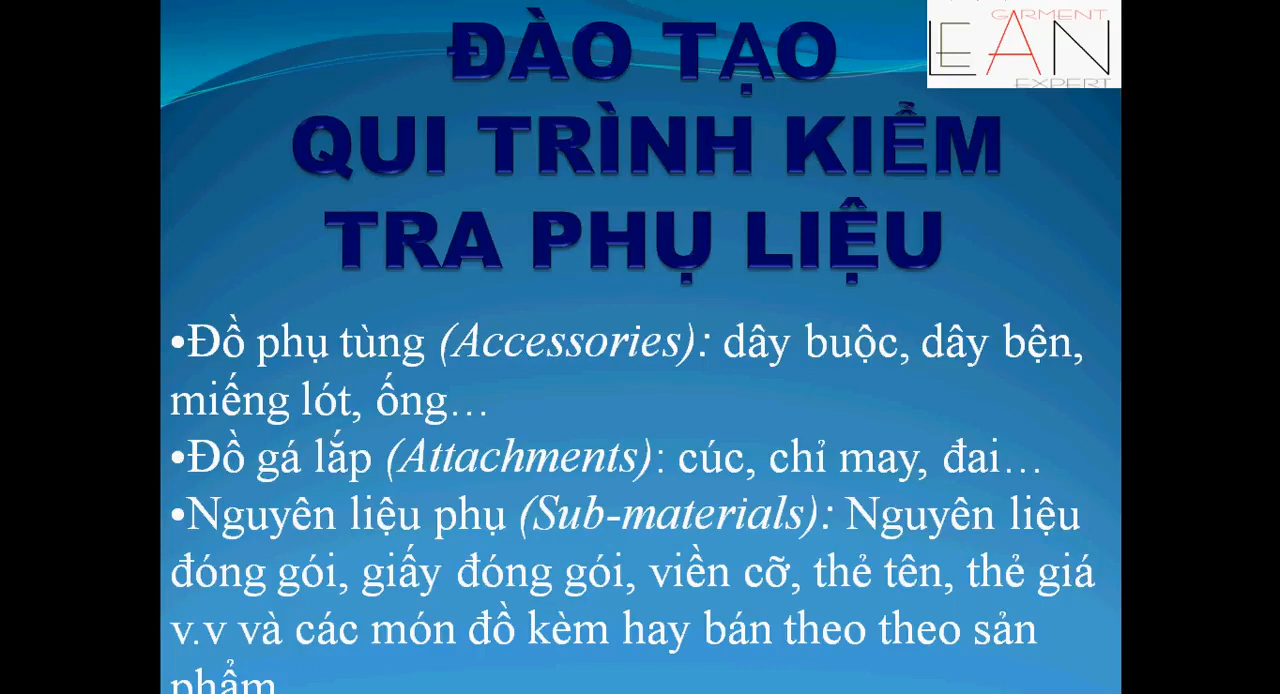 GARMENT
LEAN
EXPERT
ĐÀO TẠO
QUI TRÌNH KIỂM
TRA PHỤ LIỆU
•Đồ phụ tùng (Accessories): dây buộc, dây bện,
miếng lót, ống…
•Đồ gá lắp (Attachments): cúc, chỉ may, đai…
•Nguyên liệu phụ (Sub-materials): Nguyên liệu
đóng gói, giấy đóng gói, viền cỡ, thẻ tên, thẻ giá
v.v và các món đồ kèm hay bán theo theo sản
phẩm